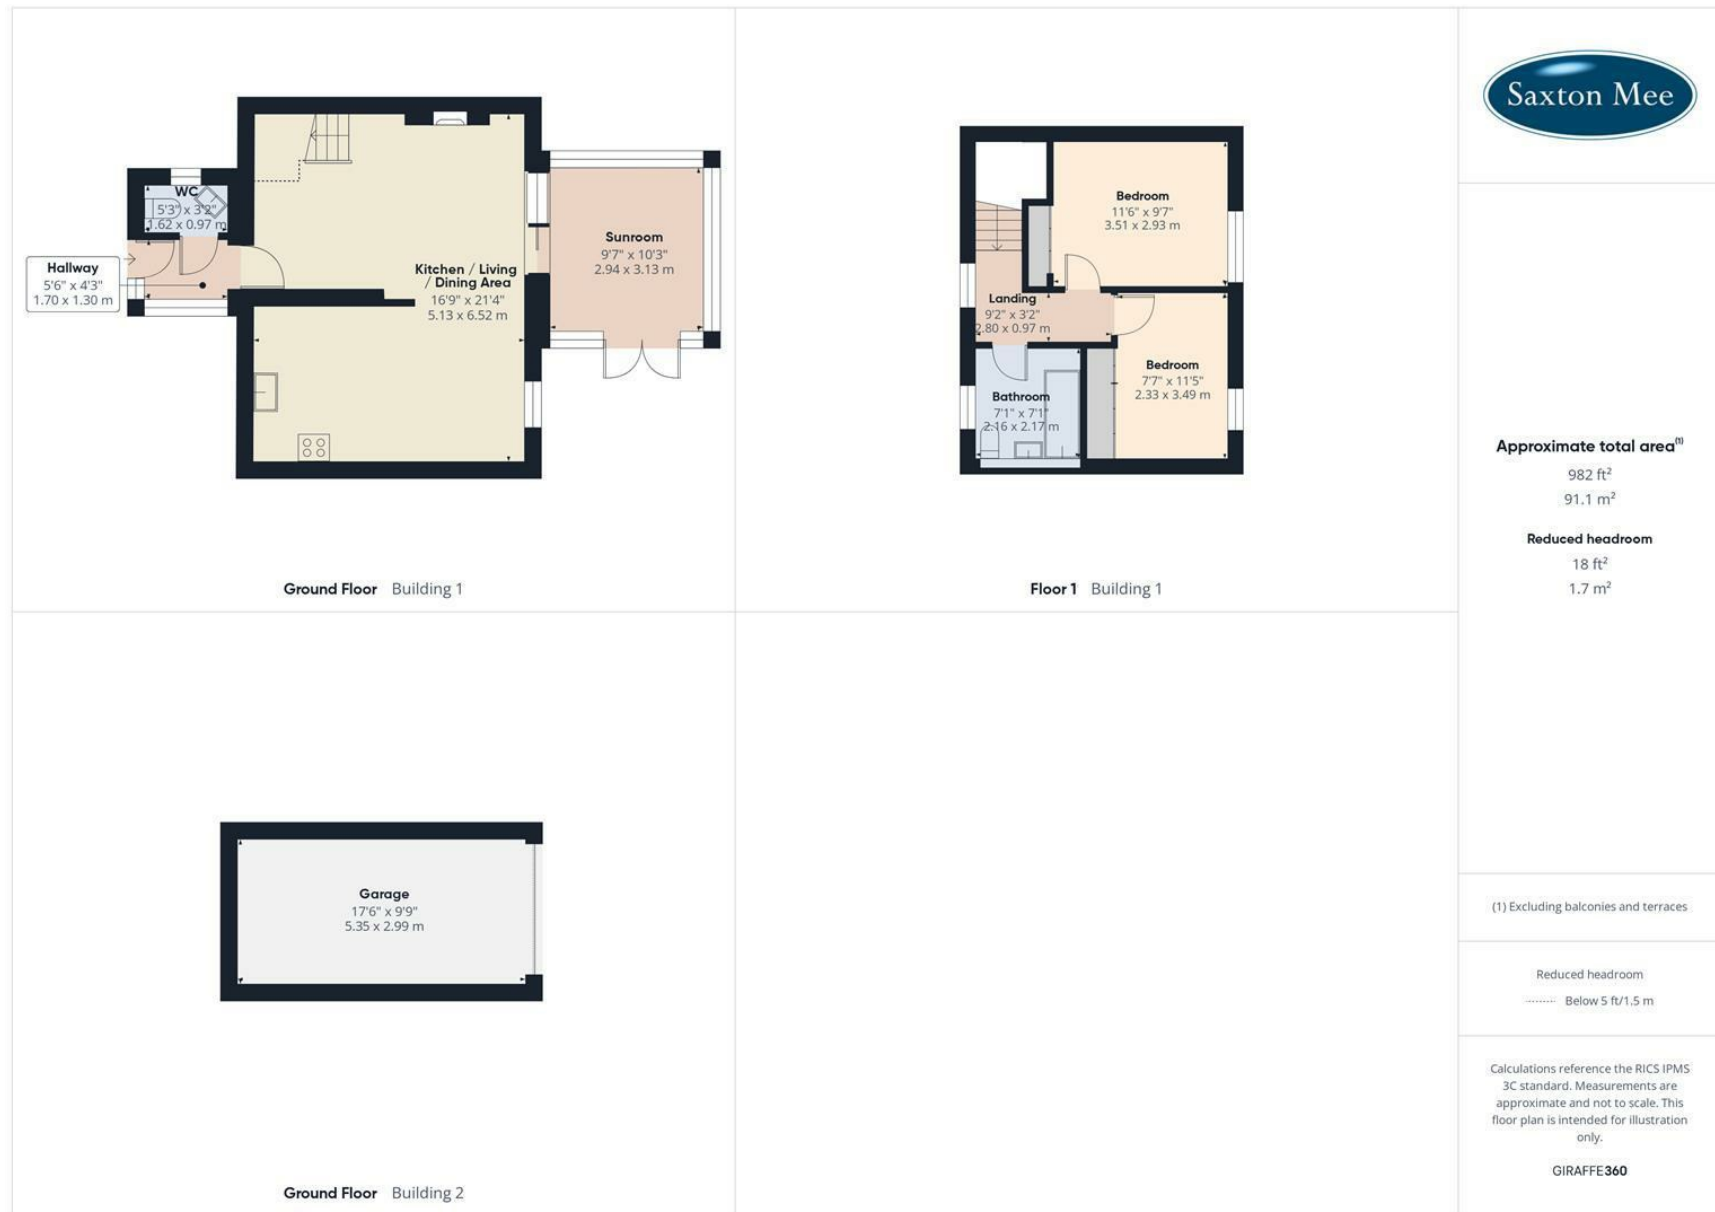 WC
5'3" x 3'2"
1.62 x 0.97 m
Hallway
5'6" x 4'3"
1.70 x 1.30 m
Kitchen / Living
/ Dining Area
16'9" x 21'4"
5.13 x 6.52 m
Sunroom
9'7" x 10'3"
2.94 x 3.13 m
Ground Floor Building 1
Bedroom
11'6" x 9'7"
3.51 x 2.93 m
Landing
9'2" x 3'2"
2.80 x 0.97 m
Bedroom
7'7" x 11'5"
2.33 x 3.49 m
Bathroom
7'1" x 7'1"
2.16 x 2.17 m
Floor 1 Building 1
Garage
17'6" x 9'9"
5.35 x 2.99 m
Ground Floor Building 2
Saxton Mee
Approximate total area(1)
982 ft²
91.1 m²
Reduced headroom
18 ft²
1.7 m²
(1) Excluding balconies and terraces
Reduced headroom
Below 5 ft/1.5 m
Calculations reference the RICS IPMS
3C standard. Measurements are
approximate and not to scale. This
floor plan is intended for illustration
only.
GIRAFFE360